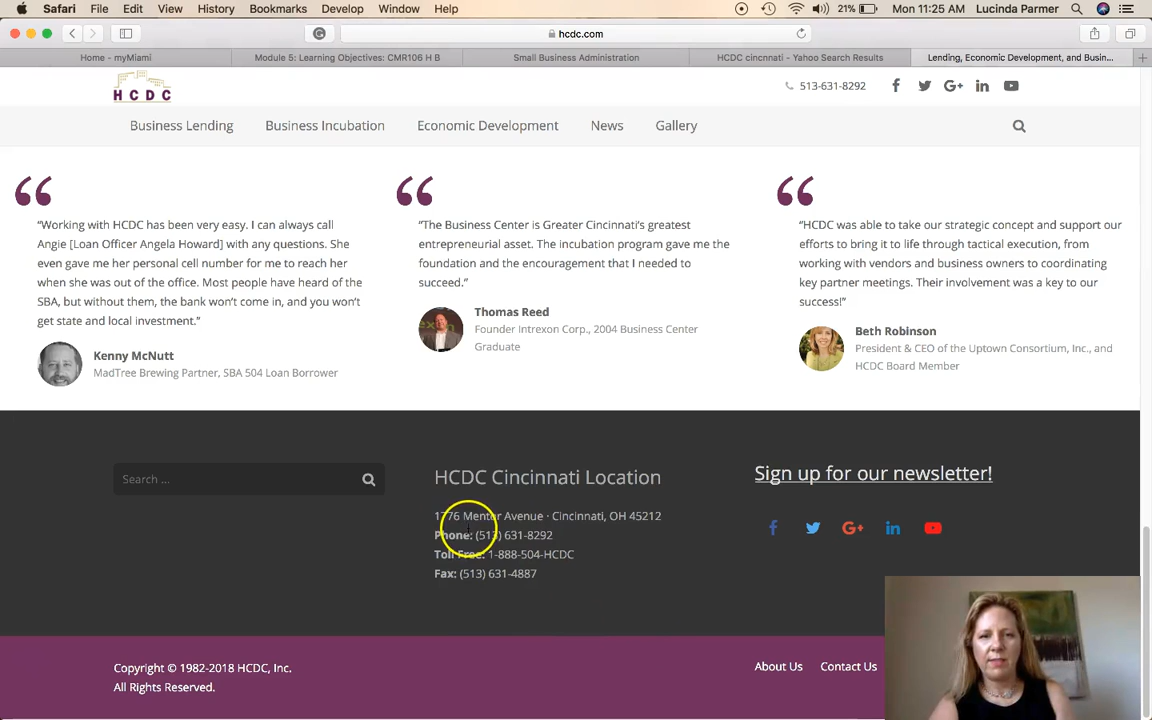 Safari File Edit View History Bookmarks Develop Window Help 21% Mon 11:25 AM Lucinda Parmer
hcdc.com
Home - myMiami Module 5: Learning Objectives: CMR106 H B Small Business Administration HCDC cincnnati - Yahoo Search Results Lending, Economic Development, and Busin...
HCDC 513-631-8292
Business Lending Business Incubation Economic Development News Gallery
“Working with HCDC has been very easy. I can always call
Angie [Loan Officer Angela Howard] with any questions. She
even gave me her personal cell number for me to reach her
when she was out of the office. Most people have heard of the
SBA, but without them, the bank won’t come in, and you won’t
get state and local investment.”
Kenny McNutt
MadTree Brewing Partner, SBA 504 Loan Borrower
“The Business Center is Greater Cincinnati’s greatest
entrepreneurial asset. The incubation program gave me the
foundation and the encouragement that I needed to
succeed.”
Thomas Reed
Founder Intrexon Corp., 2004 Business Center
Graduate
“HCDC was able to take our strategic concept and support our
efforts to bring it to life through tactical execution, from
working with vendors and business owners to coordinating
key partner meetings. Their involvement was a key to our
success!”
Beth Robinson
President & CEO of the Uptown Consortium, Inc., and
HCDC Board Member
Search ...
HCDC Cincinnati Location
1776 Mentor Avenue · Cincinnati, OH 45212
Phone: (513) 631-8292
Toll Free: 1-888-504-HCDC
Fax: (513) 631-4887
Sign up for our newsletter!
Copyright © 1982-2018 HCDC, Inc.
All Rights Reserved.
About Us Contact Us